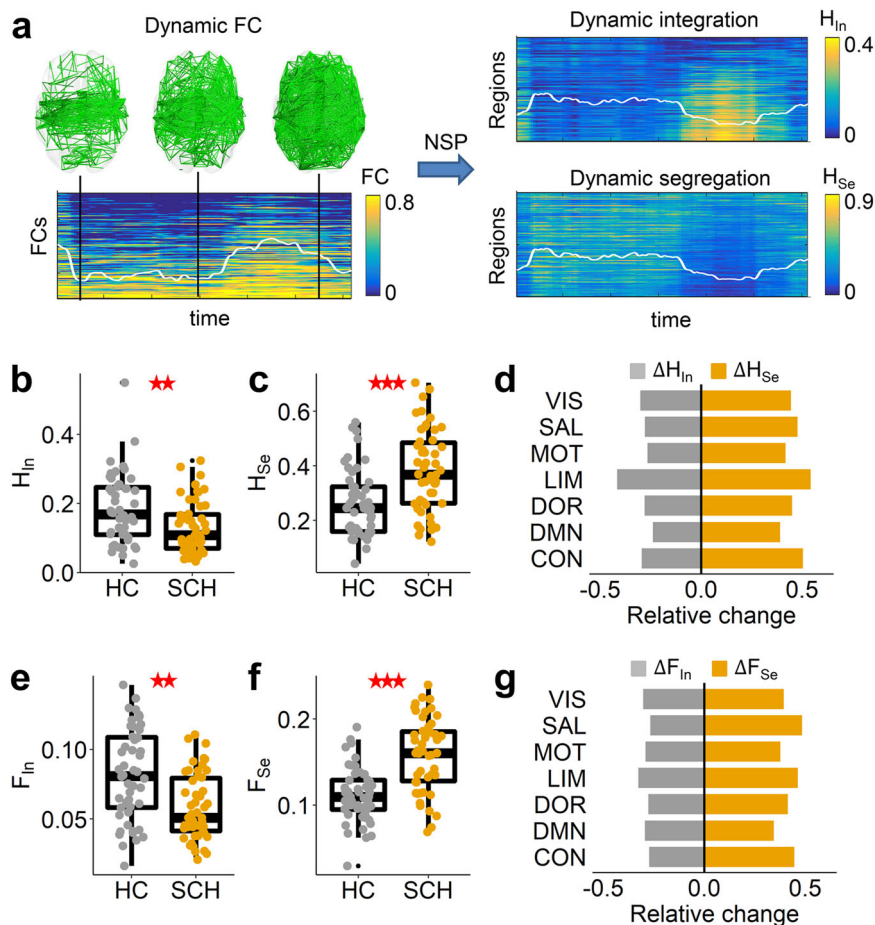 a
Dynamic FC
FCs
FC
0.8
0
time
NSP
Dynamic integration
H_In
Regions
0.4
0
Dynamic segregation
H_Se
Regions
0.9
0
time
b
★★
H_In
0.4
0.2
0.0
HC SCH
c
★★★
H_Se
0.6
0.4
0.2
HC SCH
d
ΔH_In ΔH_Se
VIS
SAL
MOT
LIM
DOR
DMN
CON
-0.5 0.0 0.5
Relative change
e
★★
F_In
0.10
0.05
HC SCH
f
★★★
F_Se
0.2
0.1
HC SCH
g
ΔF_In ΔF_Se
VIS
SAL
MOT
LIM
DOR
DMN
CON
-0.5 0.0 0.5
Relative change